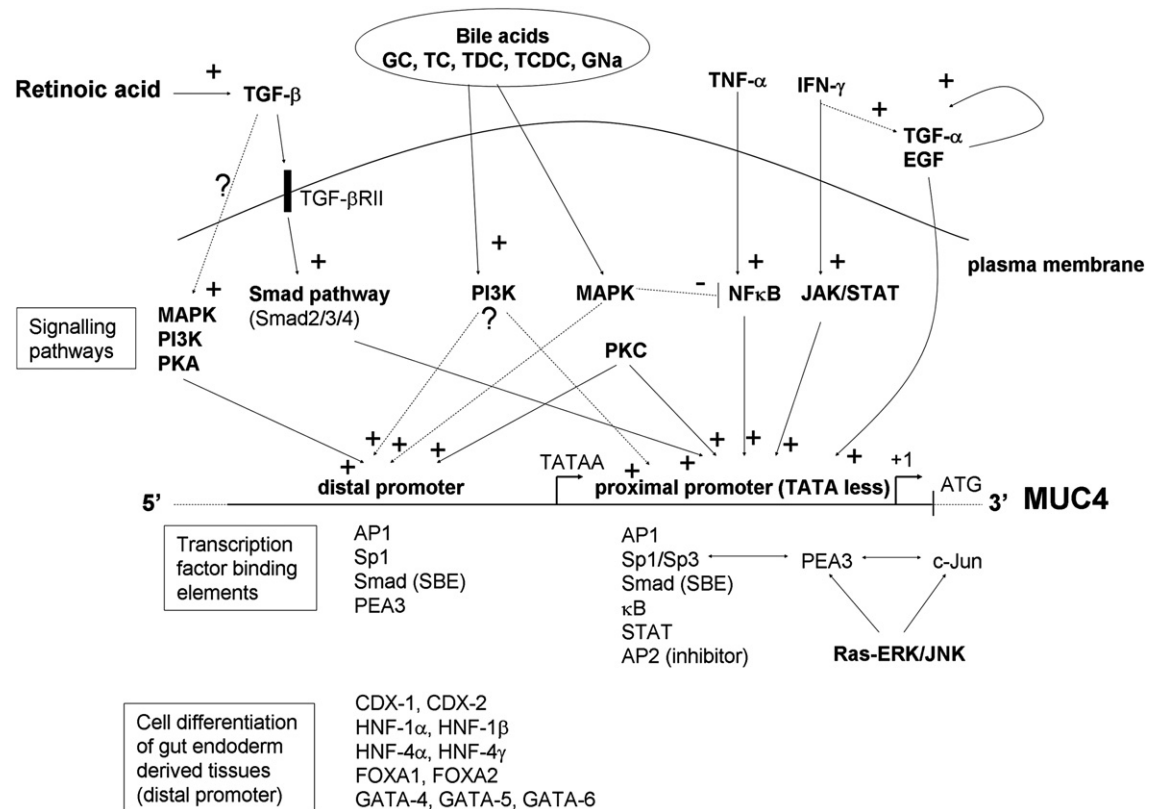 Bile acids
GC, TC, TDC, TCDC, GNa
Retinoic acid
+
TGF-β
TNF-α
IFN-γ
+
+
TGF-α
EGF
?
TGF-βRII
plasma membrane
+
+
+
+
+
-
Smad pathway
(Smad2/3/4)
PI3K
?
MAPK
NFκB
JAK/STAT
Signalling
pathways
MAPK
PI3K
PKA
PKC
+
+
+
+
+
+
+
+
+
+
TATAA
+1
ATG
distal promoter
proximal promoter (TATA less)
5’
3’
MUC4
Transcription
factor binding
elements
AP1
Sp1
Smad (SBE)
PEA3
AP1
Sp1/Sp3
Smad (SBE)
κB
STAT
AP2 (inhibitor)
PEA3
c-Jun
Ras-ERK/JNK
Cell differentiation
of gut endoderm
derived tissues
(distal promoter)
CDX-1, CDX-2
HNF-1α, HNF-1β
HNF-4α, HNF-4γ
FOXA1, FOXA2
GATA-4, GATA-5, GATA-6